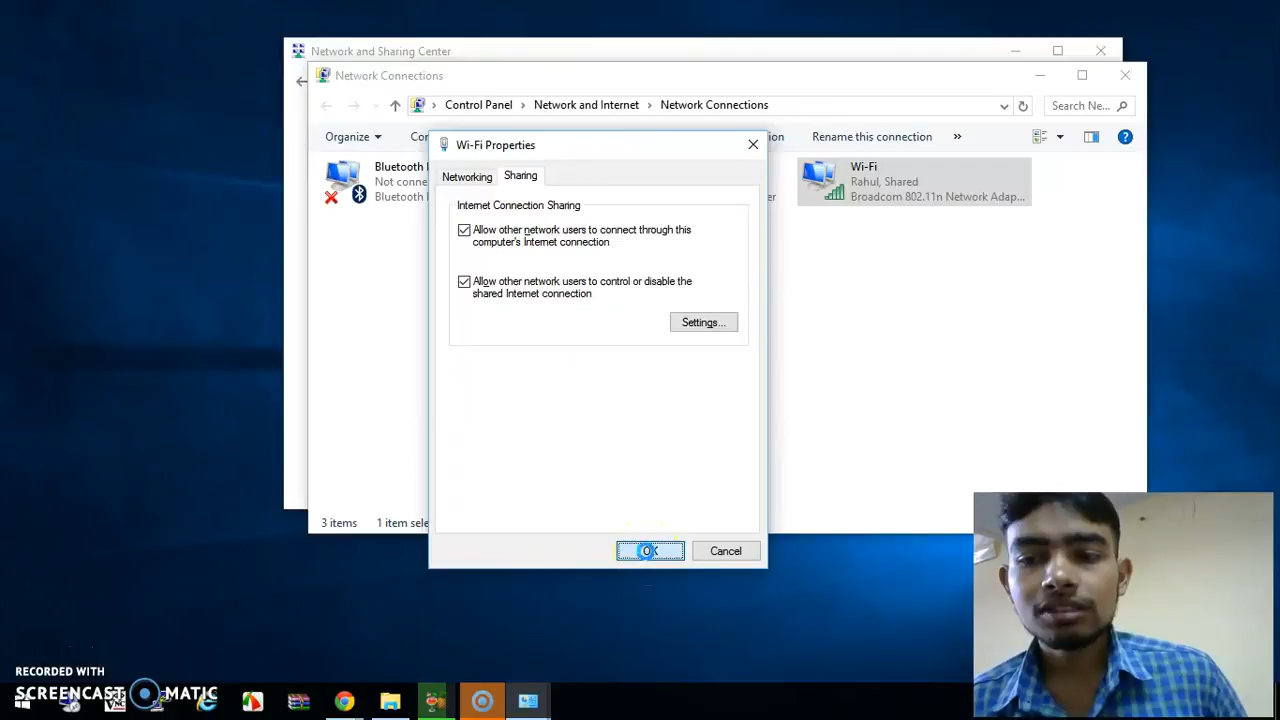 Network and Sharing Center
Network Connections
Control Panel > Network and Internet > Network Connections
Search Ne...
Organize
Rename this connection
»
Wi-Fi Properties
Bluetooth
Not conne
Bluetooth
Wi-Fi
Rahul, Shared
Broadcom 802.11n Network Adap...
Networking
Sharing
Internet Connection Sharing
Allow other network users to connect through this
computer's Internet connection
Allow other network users to control or disable the
shared Internet connection
Settings...
3 items
1 item sele
OK
Cancel
RECORDED WITH
SCREENCAST MATIC